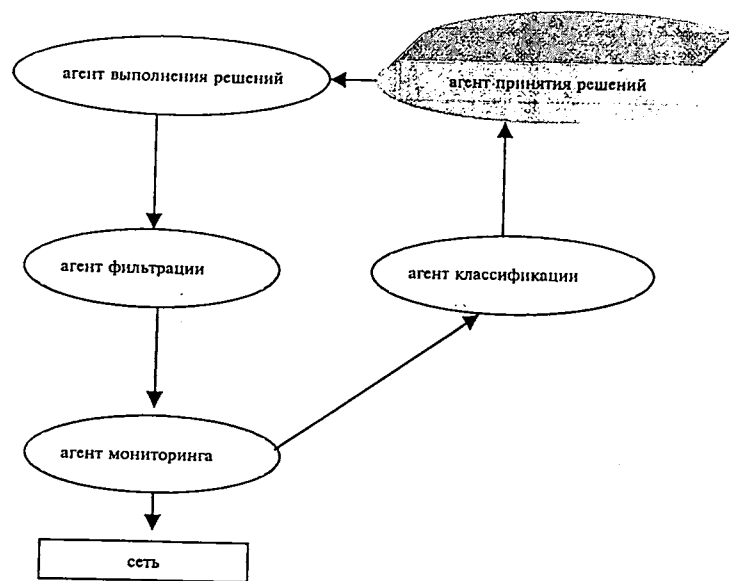 агент выполнения решений
агент принятия решений
агент фильтрации
агент классификации
агент мониторинга
сеть